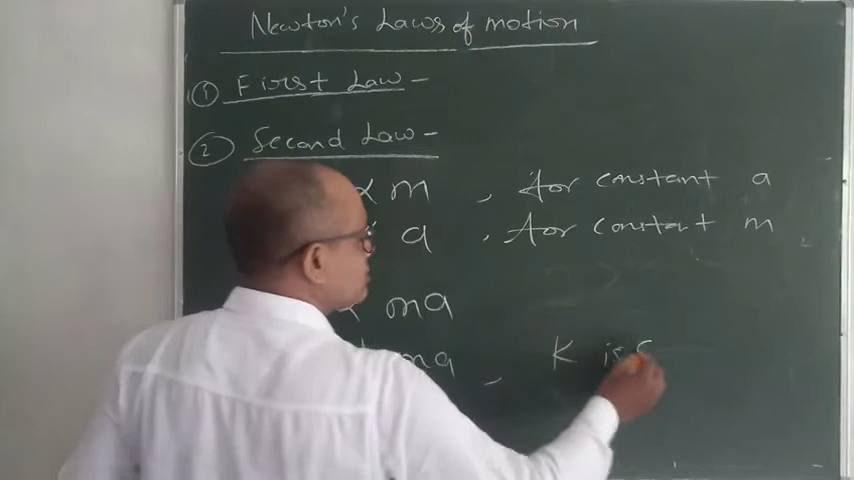 Newton's Laws of motion
① First Law -
② Second Law -
∝ m , for constant a
a , for constant m
∝ ma
ma , K is